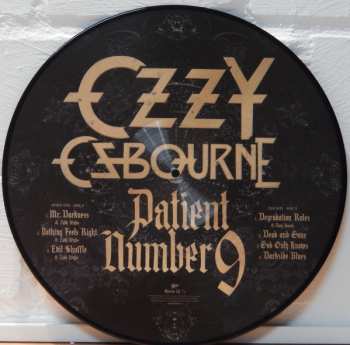 OZZY
OSBOURNE
Patient
Number 9
Mr. Darkness
Nothing Feels Right
Evil Shuffle
Degradation Rules
Dead and Gone
God Only Knows
Darkside Blues